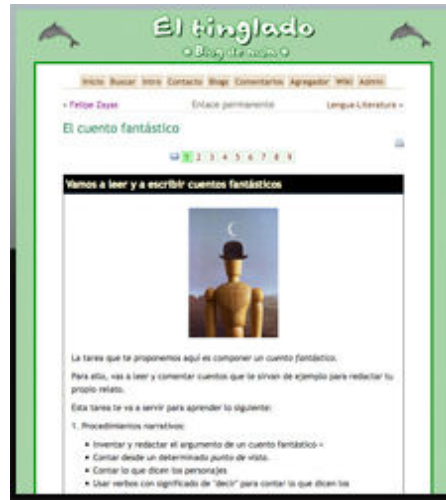 El tinglado
Blog de
Inicio Buscar Intro Contacto Blogs Comentarios Agregador Wiki Admin
« Felipe Zayas Enlace permanente Lengua-Literatura »
El cuento fantástico
1 2 3 4 5 6 7 8 9
Vamos a leer y a escribir cuentos fantásticos
La tarea que te proponemos aquí es componer un cuento fantástico.
Para ello, vas a leer y comentar cuentos que te sirvan de ejemplo para redactar tu
propio relato.
Esta tarea te va a servir para aprender lo siguiente:
1. Procedimientos narrativos:
• Inventar y redactar el argumento de un cuento fantástico «
• Contar desde un determinado punto de vista.
• Contar lo que dicen los personajes
• Usar verbos con significado de "decir" para contar lo que dicen los